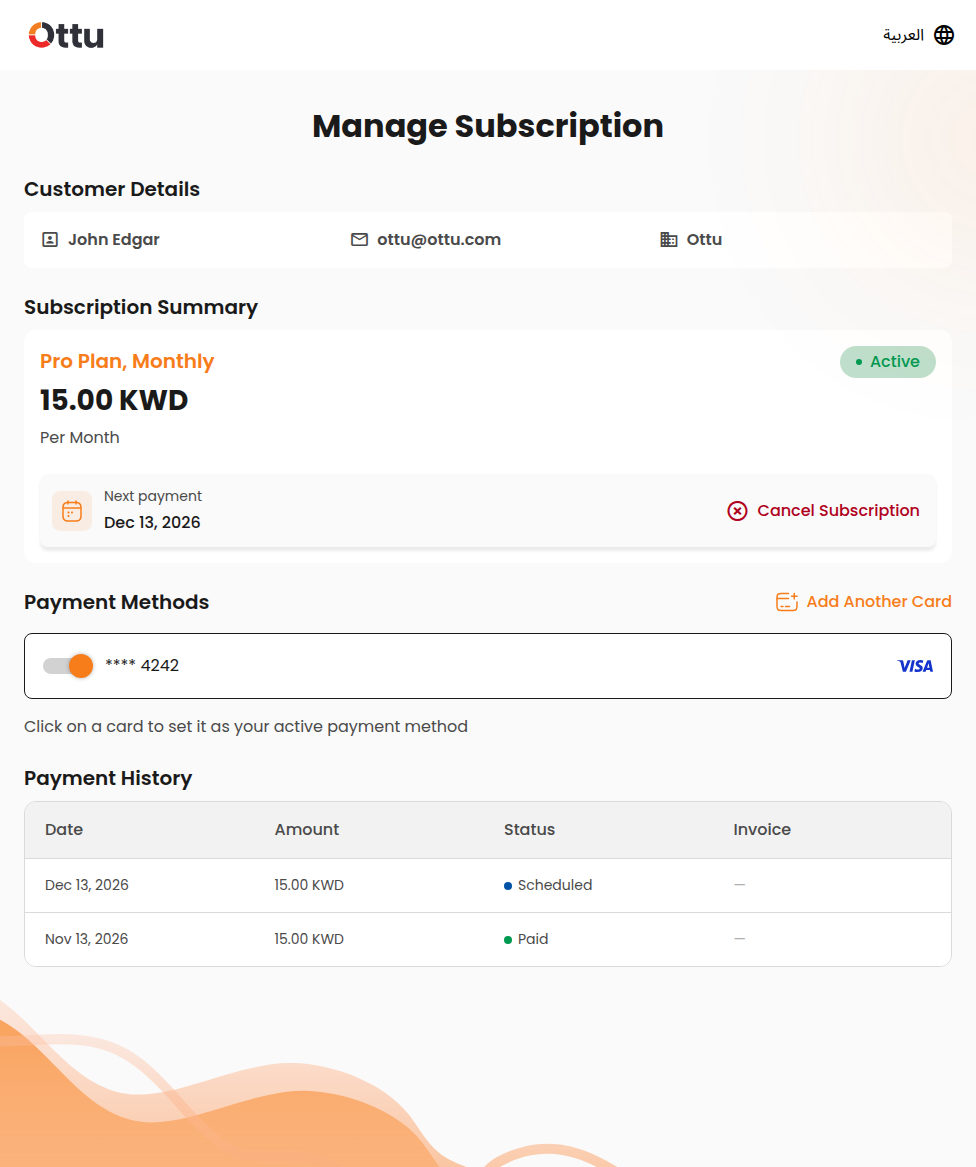 Ottu
العربية
Manage Subscription
Customer Details
John Edgar
ottu@ottu.com
Ottu
Subscription Summary
Pro Plan, Monthly
Active
15.00 KWD
Per Month
Next payment
Dec 13, 2026
Cancel Subscription
Payment Methods
Add Another Card
**** 4242
VISA
Click on a card to set it as your active payment method
Payment History
Date Amount Status Invoice
Dec 13, 2026 15.00 KWD Scheduled —
Nov 13, 2026 15.00 KWD Paid —